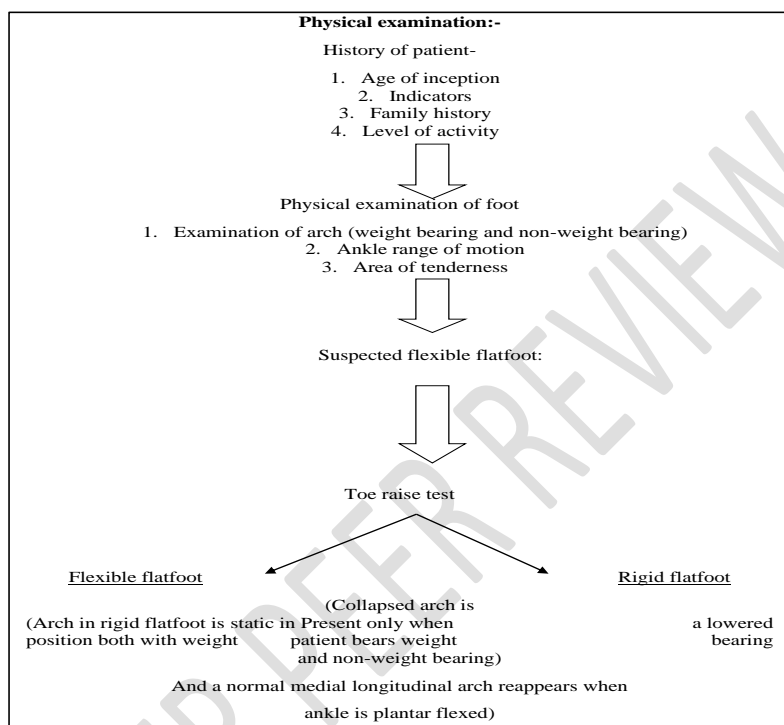 Physical examination:-
History of patient-
1. Age of inception
2. Indicators
3. Family history
4. Level of activity
Physical examination of foot
1. Examination of arch (weight bearing and non-weight bearing)
2. Ankle range of motion
3. Area of tenderness
Suspected flexible flatfoot:
Toe raise test
Flexible flatfoot Rigid flatfoot
(Collapsed arch is
(Arch in rigid flatfoot is static in Present only when a lowered
position both with weight patient bears weight bearing
and non-weight bearing)
And a normal medial longitudinal arch reappears when
ankle is plantar flexed)
ER PEER REVIEW